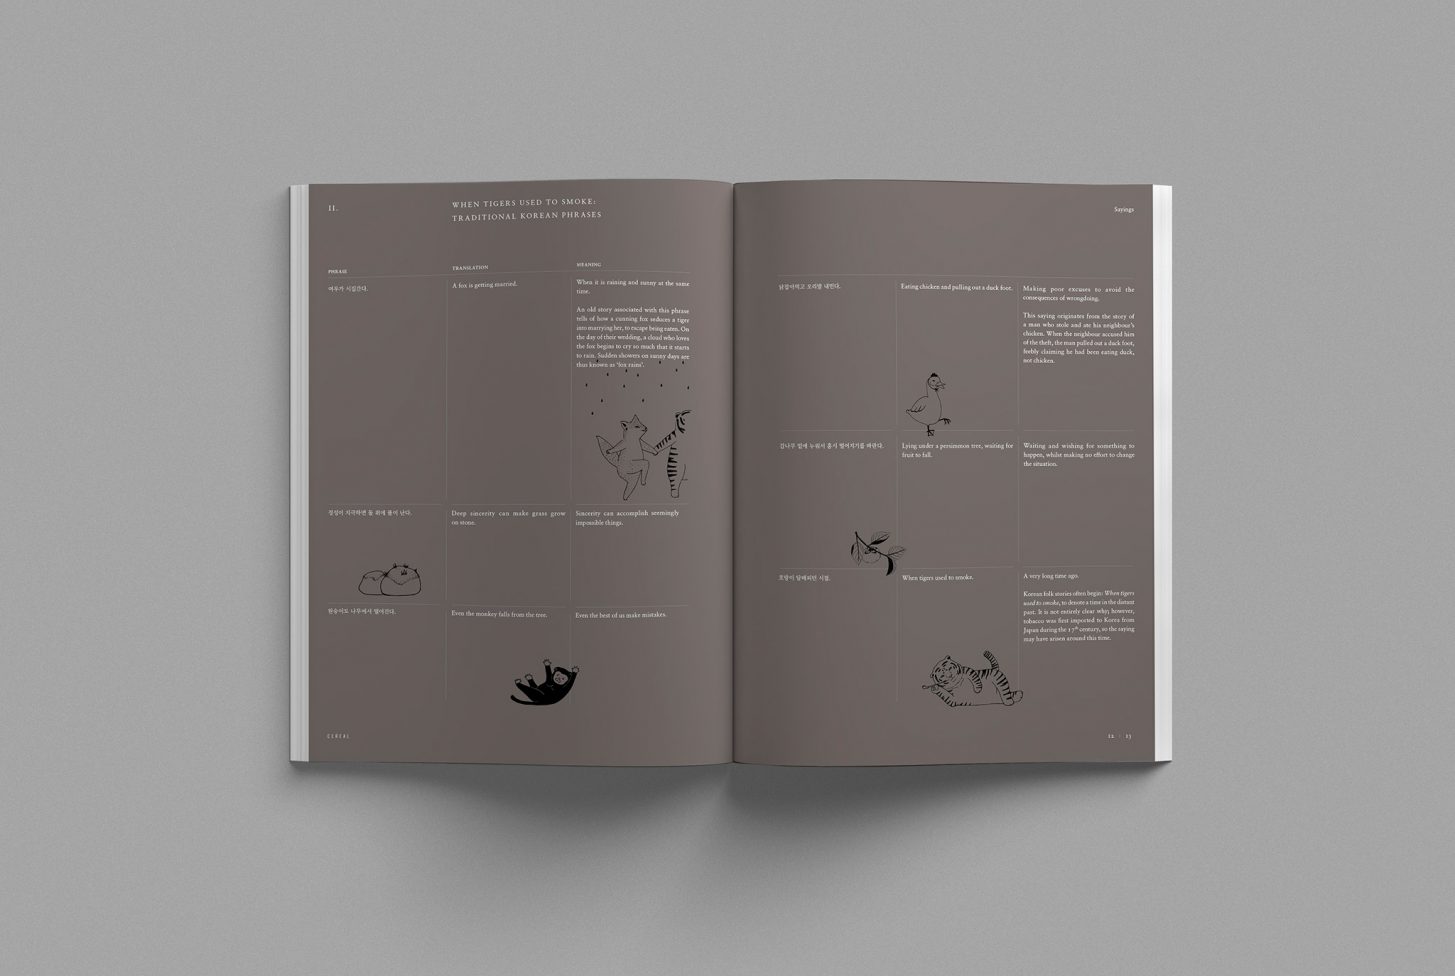 II.
WHEN TIGERS USED TO SMOKE:
TRADITIONAL KOREAN PHRASES
PHRASE
TRANSLATION
MEANING
여우가 시집간다.
A fox is getting married.
When it is raining and sunny at the same
time.
An old story associated with this phrase
tells of how a cunning fox seduces a tiger
into marrying her, to escape being eaten. On
the day of their wedding, a cloud who loves
the fox begins to cry so much that it starts
to rain. Sudden showers on sunny days are
thus known as ‘fox rains’.
정성이 지극하면 돌 위에 풀이 난다.
Deep sincerity can make grass grow
on stone.
Sincerity can accomplish seemingly
impossible things.
원숭이도 나무에서 떨어진다.
Even the monkey falls from the tree.
Even the best of us make mistakes.
CEREAL
Sayings
닭잡아먹고 오리발 내민다.
Eating chicken and pulling out a duck foot.
Making poor excuses to avoid the
consequences of wrongdoing.
This saying originates from the story of
a man who stole and ate his neighbour’s
chicken. When the neighbour accused him
of the theft, the man pulled out a duck foot,
feebly claiming he had been eating duck,
not chicken.
감나무 밑에 누워서 홍시 떨어지기를 바란다.
Lying under a persimmon tree, waiting for
fruit to fall.
Waiting and wishing for something to
happen, whilst making no effort to change
the situation.
호랑이 담배피던 시절.
When tigers used to smoke.
A very long time ago.
Korean folk stories often begin: When tigers
used to smoke, to denote a time in the distant
past. It is not entirely clear why; however,
tobacco was first imported to Korea from
Japan during the 17th century, so the saying
may have arisen around this time.
12 | 13